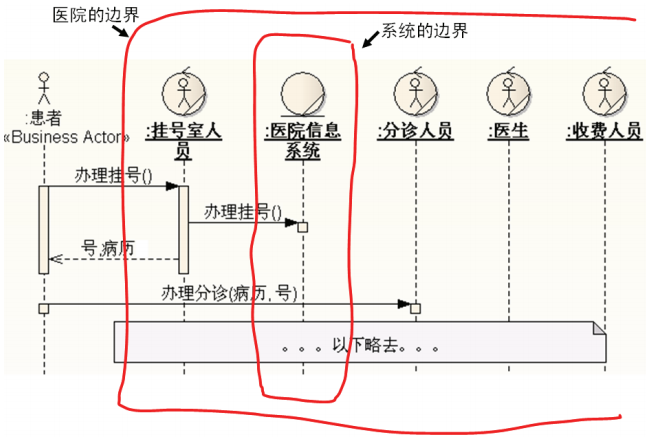 医院的边界
系统的边界
:患者
«Business Actor»
:挂号室人
员
:医院信息
系统
:分诊人员
:医生
:收费人员
办理挂号()
办理挂号()
号,病历
办理分诊(病历, 号)
。。。以下略去。。。